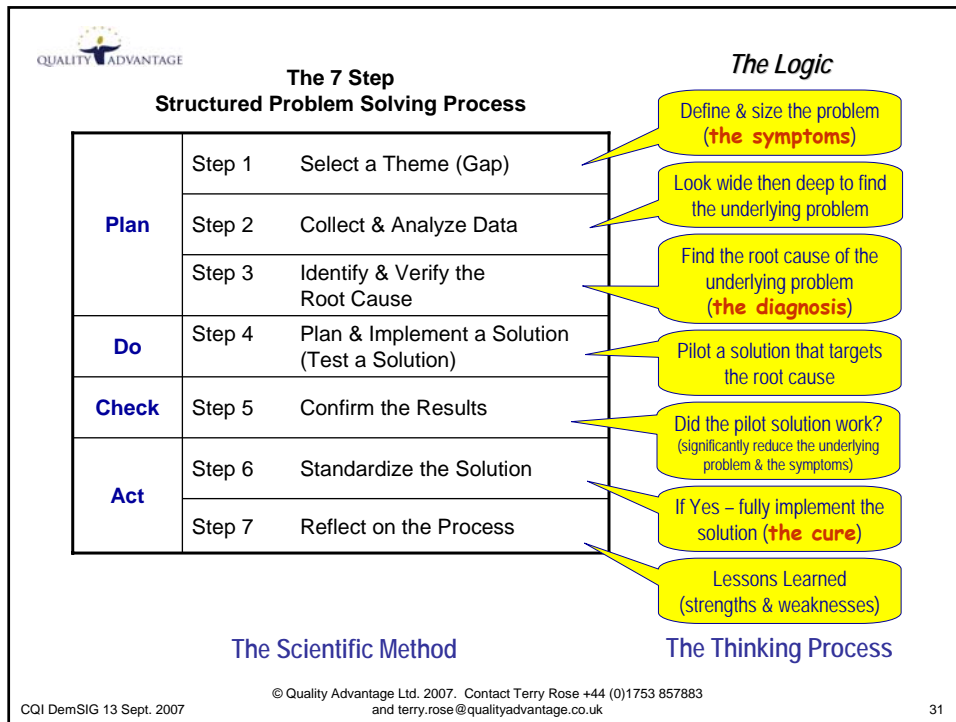 QUALITY ADVANTAGE
The 7 Step
Structured Problem Solving Process
The Logic
Plan
Step 1 Select a Theme (Gap)
Define & size the problem
(the symptoms)
Step 2 Collect & Analyze Data
Look wide then deep to find
the underlying problem
Step 3 Identify & Verify the
Root Cause
Find the root cause of the
underlying problem
(the diagnosis)
Do
Step 4 Plan & Implement a Solution
(Test a Solution)
Pilot a solution that targets
the root cause
Check
Step 5 Confirm the Results
Did the pilot solution work?
(significantly reduce the underlying
problem & the symptoms)
Act
Step 6 Standardize the Solution
If Yes – fully implement the
solution (the cure)
Step 7 Reflect on the Process
Lessons Learned
(strengths & weaknesses)
The Scientific Method
The Thinking Process
CQI DemSIG 13 Sept. 2007
© Quality Advantage Ltd. 2007. Contact Terry Rose +44 (0)1753 857883
and terry.rose@qualityadvantage.co.uk
31